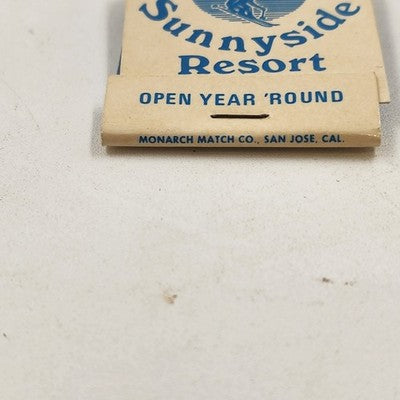 Sunnyside
Resort
OPEN YEAR 'ROUND
MONARCH MATCH CO., SAN JOSE, CAL.